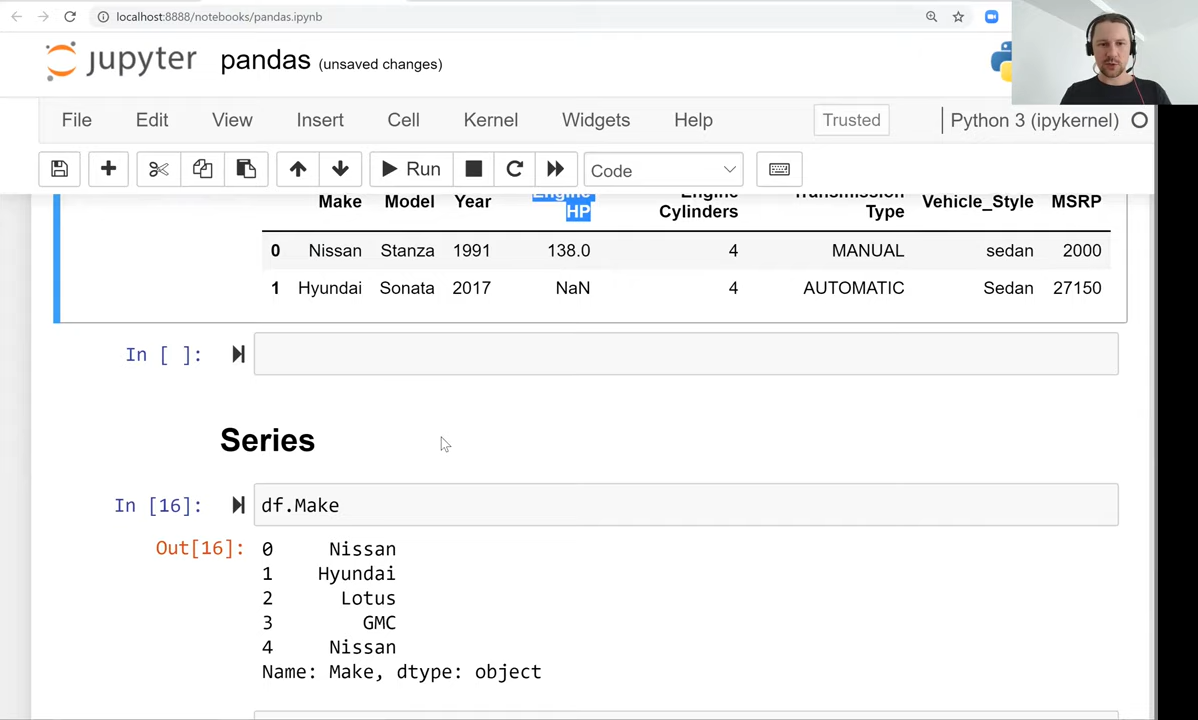 localhost:8888/notebooks/pandas.ipynb
jupyter pandas (unsaved changes)
File Edit View Insert Cell Kernel Widgets Help Trusted Python 3 (ipykernel)
Run Code
Engine Engine Transmission
Make Model Year HP Cylinders Type Vehicle_Style MSRP
0 Nissan Stanza 1991 138.0 4 MANUAL sedan 2000
1 Hyundai Sonata 2017 NaN 4 AUTOMATIC Sedan 27150
In [ ]:
Series
In [16]: df.Make
Out[16]: 0 Nissan
1 Hyundai
2 Lotus
3 GMC
4 Nissan
Name: Make, dtype: object